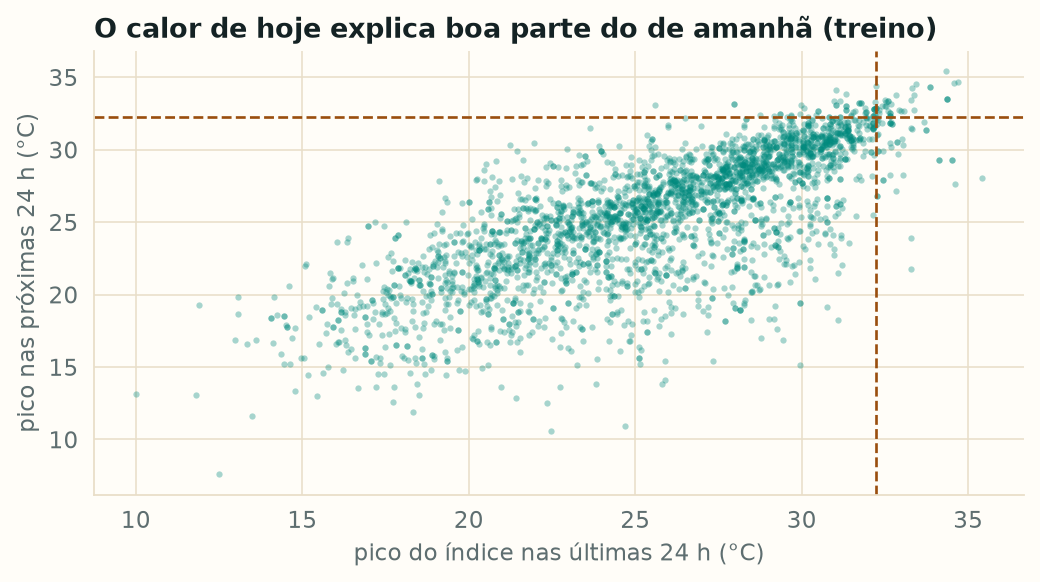 O calor de hoje explica boa parte do de amanhã (treino)
pico nas próximas 24 h (°C)
35
30
25
20
15
10
10 15 20 25 30 35
pico do índice nas últimas 24 h (°C)